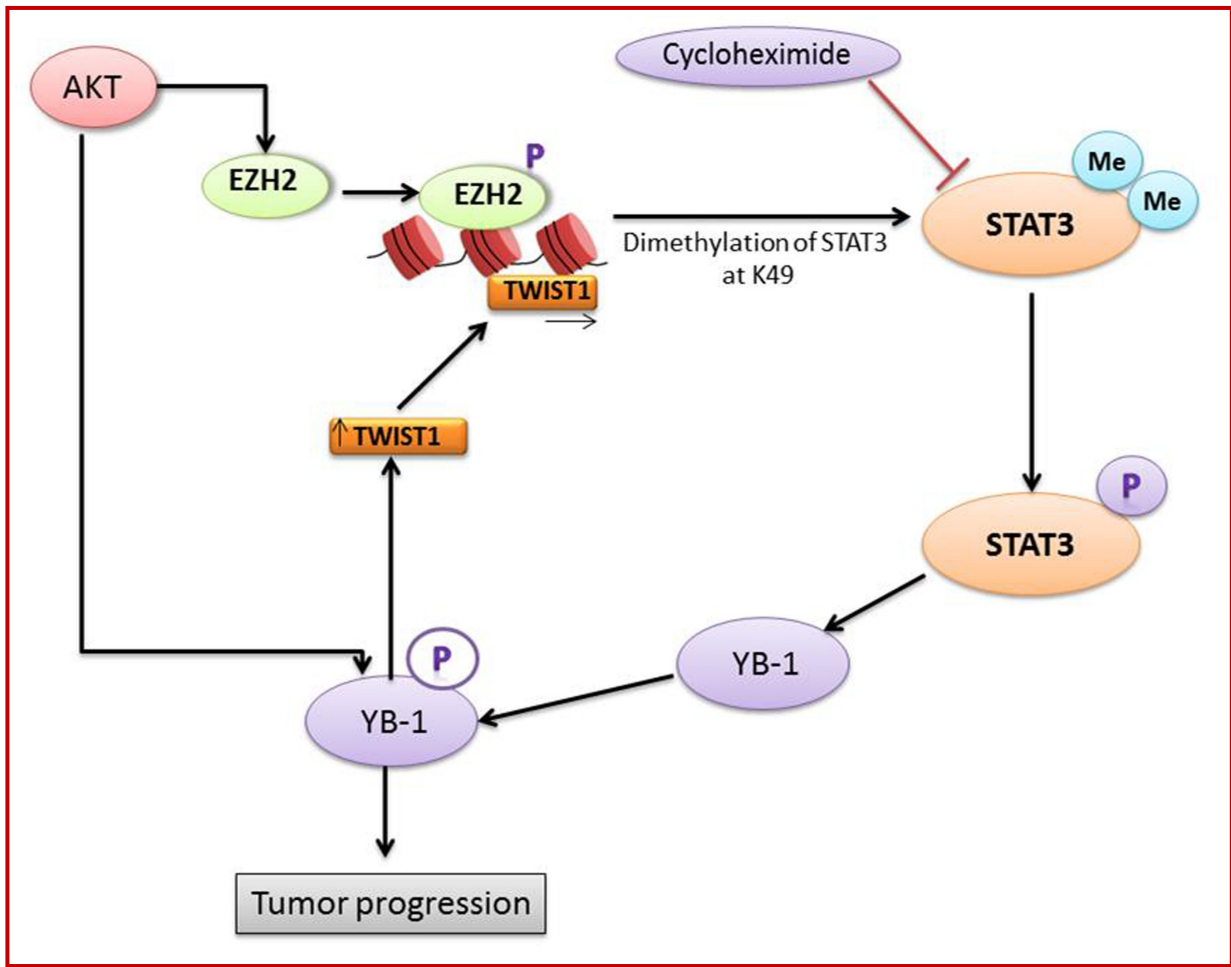 Cycloheximide
AKT
P
Me
EZH2
EZH2
Me
STAT3
Dimethylation of STAT3
at K49
TWIST1
↑TWIST1
P
STAT3
P
YB-1
YB-1
Tumor progression